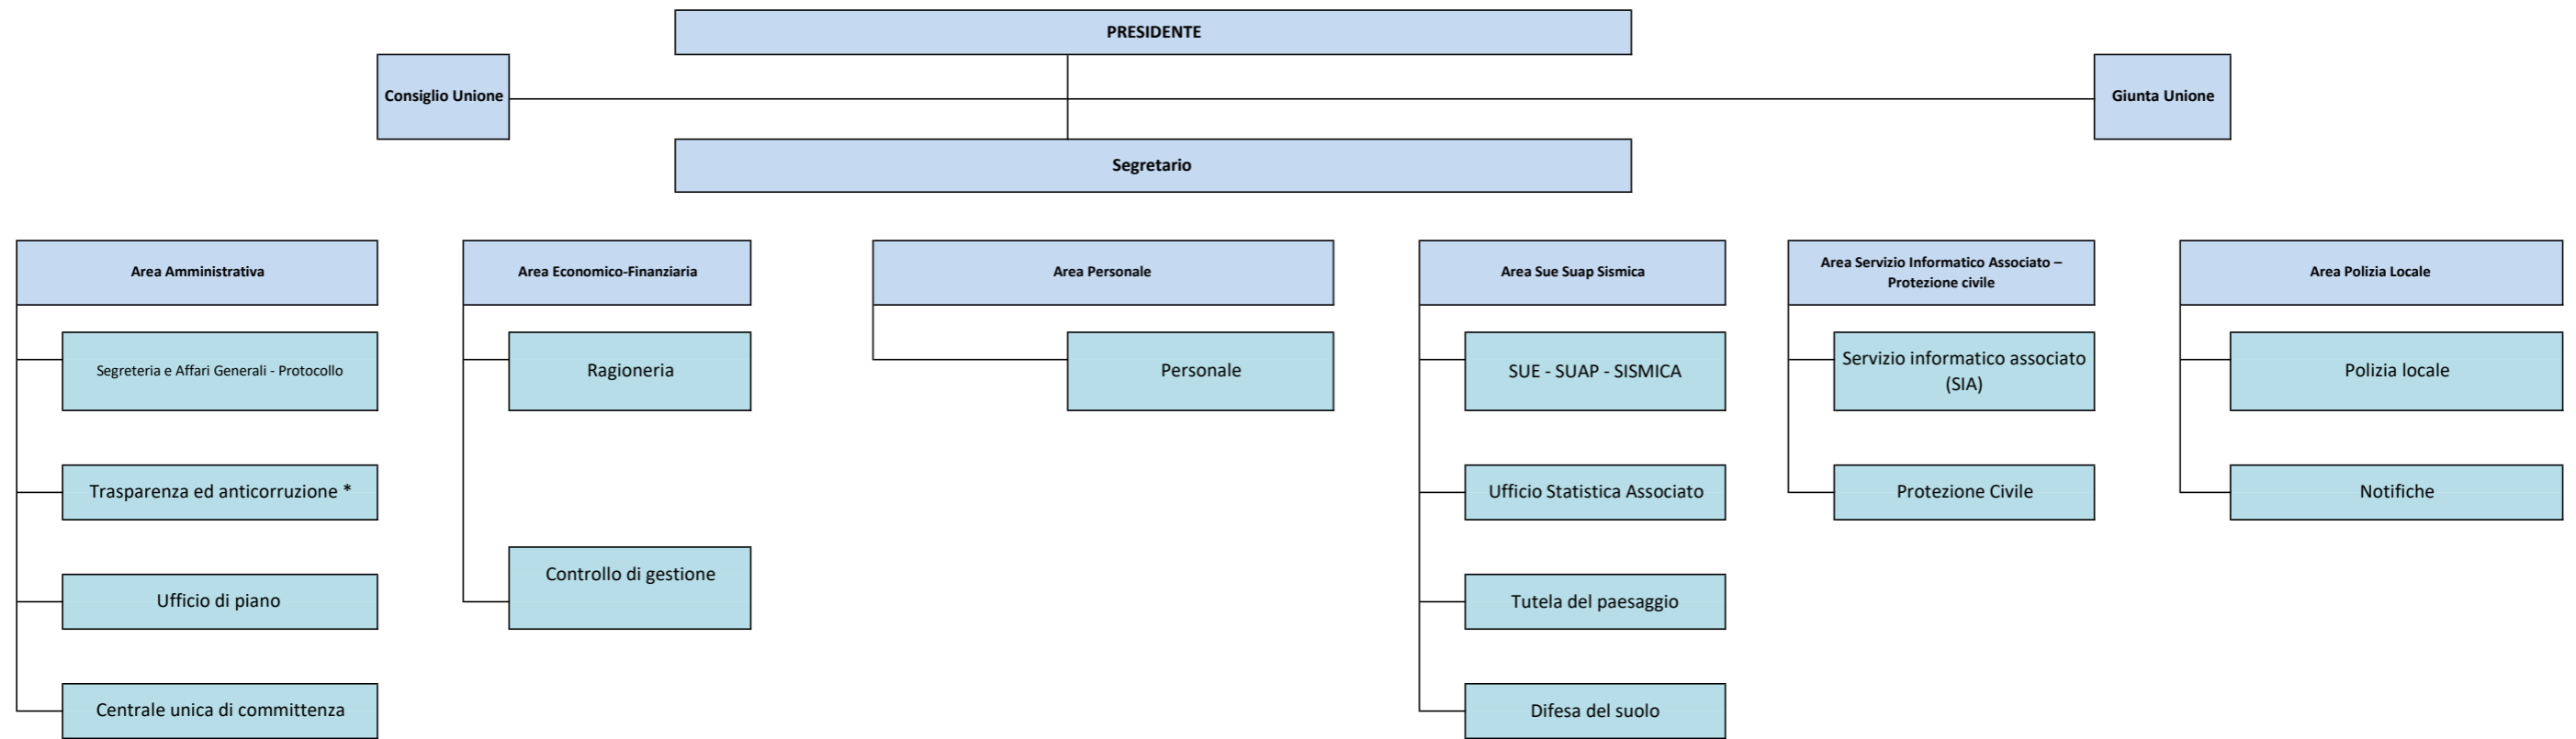 PRESIDENTE
Consiglio Unione
Giunta Unione
Segretario
Area Amministrativa
Area Economico-Finanziaria
Area Personale
Area Sue Suap Sismica
Area Servizio Informatico Associato –
Protezione civile
Area Polizia Locale
Segreteria e Affari Generali - Protocollo
Ragioneria
Personale
SUE - SUAP - SISMICA
Servizio informatico associato
(SIA)
Polizia locale
Trasparenza ed anticorruzione *
Ufficio Statistica Associato
Protezione Civile
Notifiche
Ufficio di piano
Controllo di gestione
Tutela del paesaggio
Centrale unica di committenza
Difesa del suolo